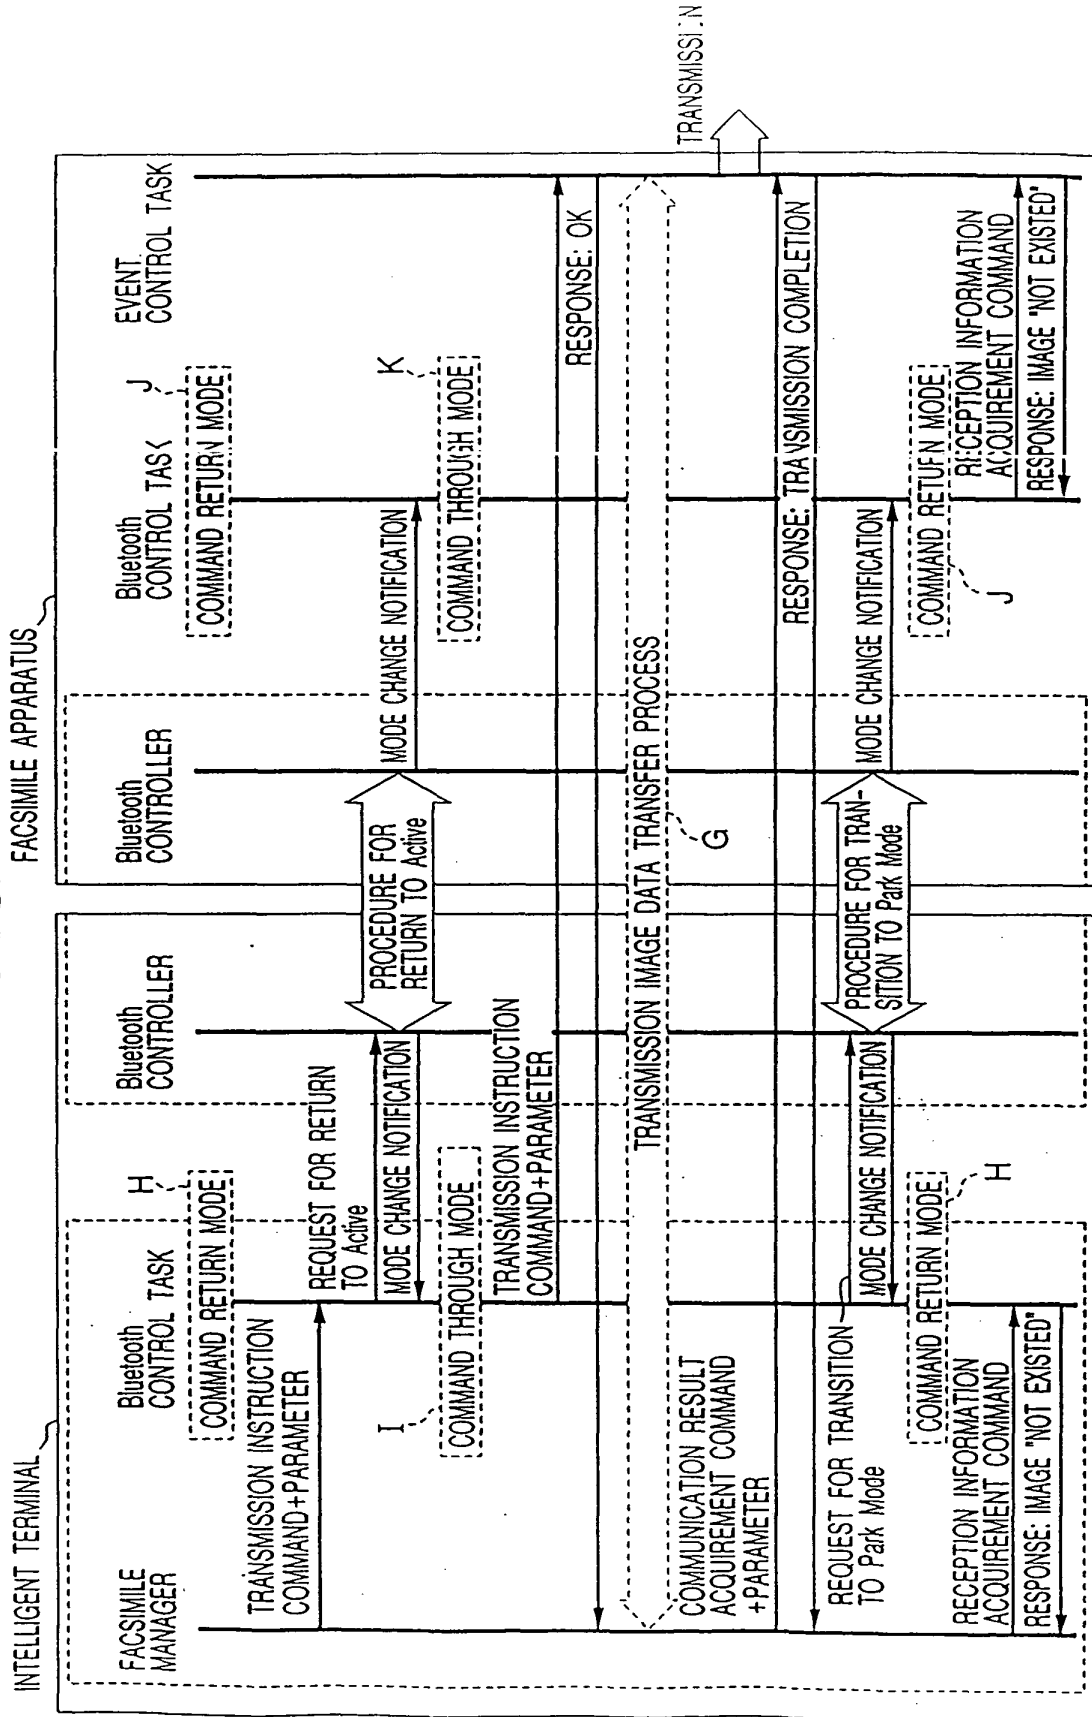 INTELLIGENT TERMINAL
FACSIMILE APPARATUS
FACSIMILE
MANAGER
Bluetooth
CONTROL TASK
Bluetooth
CONTROLLER
Bluetooth
CONTROLLER
Bluetooth
CONTROL TASK
EVENT
CONTROL TASK
H
COMMAND RETURN MODE
J
COMMAND RETURN MODE
TRANSMISSION INSTRUCTION
COMMAND+PARAMETER
REQUEST FOR RETURN
TO Active
MODE CHANGE NOTIFICATION
PROCEDURE FOR
RETURN TO Active
MODE CHANGE NOTIFICATION
I
COMMAND THROUGH MODE
K
COMMAND THROUGH MODE
TRANSMISSION INSTRUCTION
COMMAND+PARAMETER
RESPONSE: OK
TRANSMISSION IMAGE DATA TRANSFER PROCESS
G
TRANSMISSION
COMMUNICATION RESULT
ACQUIREMENT COMMAND
+PARAMETER
RESPONSE: TRANSMISSION COMPLETION
REQUEST FOR TRANSITION
TO Park Mode
MODE CHANGE NOTIFICATION
PROCEDURE FOR TRAN-
SITION TO Park Mode
MODE CHANGE NOTIFICATION
COMMAND RETURN MODE
H
COMMAND RETURN MODE
J
RECEPTION INFORMATION
ACQUIREMENT COMMAND
RESPONSE: IMAGE "NOT EXISTED"
RECEPTION INFORMATION
ACQUIREMENT COMMAND
RESPONSE: IMAGE "NOT EXISTED"